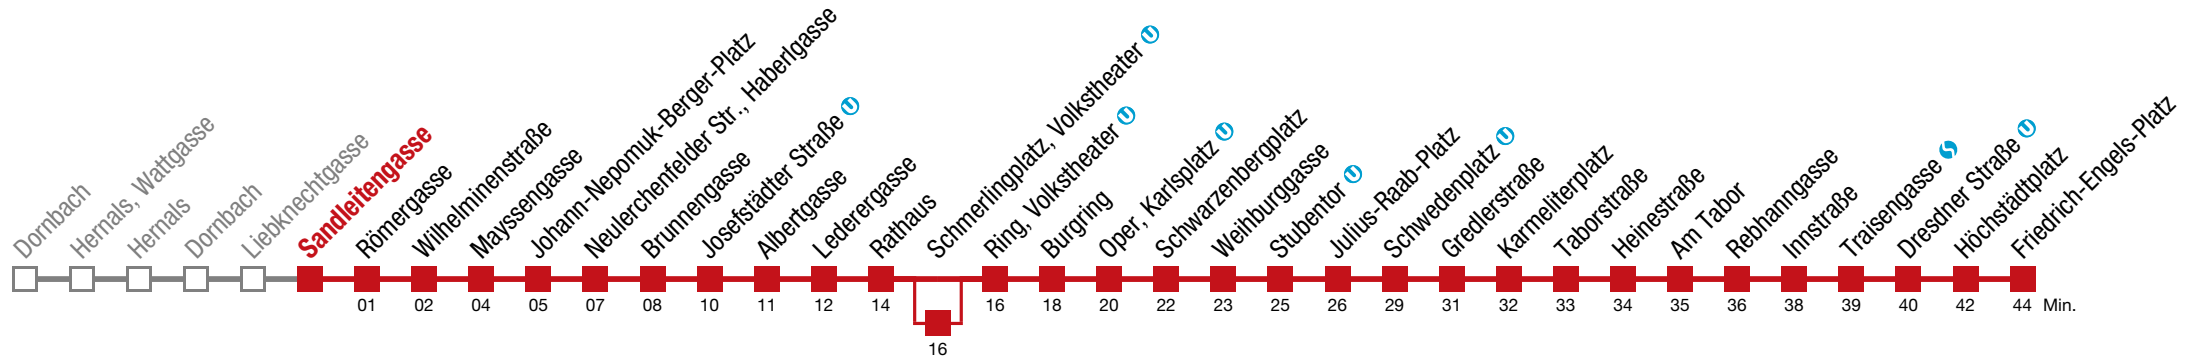 Dornbach
Hernals, Wattgasse
Hernals
Dornbach
Liebknechtgasse
Sandleitengasse
Römergasse
Wilhelminenstraße
Mayssengasse
Johann-Nepomuk-Berger-Platz
Neulerchenfelder Str., Haberlgasse
Brunnengasse
Josefstädter Straße U
Albertgasse
Lederergasse
Rathaus
Schmerlingplatz, Volkstheater U
Ring, Volkstheater U
Burgring
Oper, Karlsplatz U
Schwarzenbergplatz
Weihburggasse
Stubentor U
Julius-Raab-Platz
Schwedenplatz U
Gredlerstraße
Karmeliterplatz
Taborstraße
Heinestraße
Am Tabor
Rebhanngasse
Innstraße
Traisengasse S
Dresdner Straße U
Höchstädtplatz
Friedrich-Engels-Platz
01 02 04 05 07 08 10 11 12 14 16 18 20 22 23 25 26 29 31 32 33 34 35 36 38 39 40 42 44 Min.
16